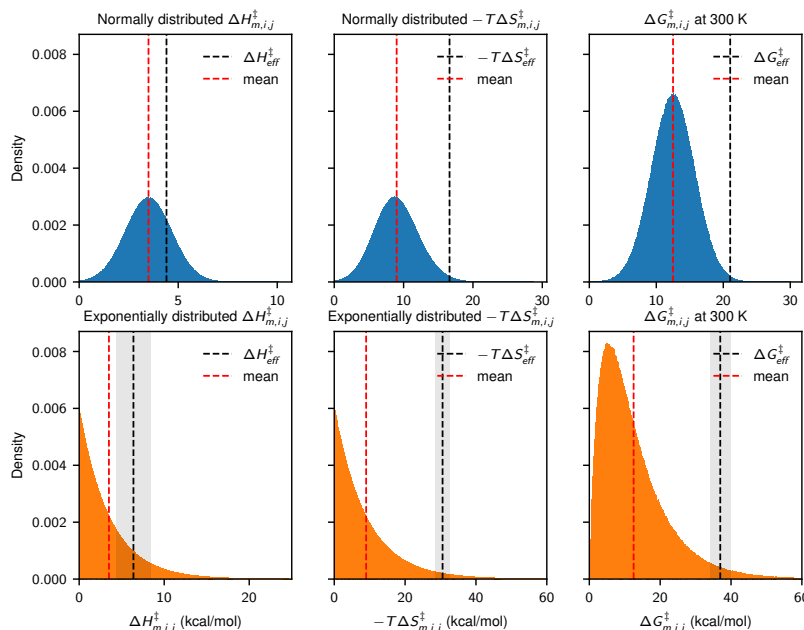 Normally distributed ΔH‡m,i,j
Normally distributed −TΔS‡m,i,j
ΔG‡m,i,j at 300 K
0.008
0.006
0.004
0.002
0.000
Density
ΔH‡eff
mean
−TΔS‡eff
mean
ΔG‡eff
mean
0 5 10
0 10 20 30
0 10 20 30
Exponentially distributed ΔH‡m,i,j
Exponentially distributed −TΔS‡m,i,j
ΔG‡m,i,j at 300 K
0.008
0.006
0.004
0.002
0.000
Density
ΔH‡eff
mean
−TΔS‡eff
mean
ΔG‡eff
mean
0 10 20
0 20 40 60
0 20 40 60
ΔH‡m,i,j (kcal/mol)
−TΔS‡m,i,j (kcal/mol)
ΔG‡m,i,j (kcal/mol)